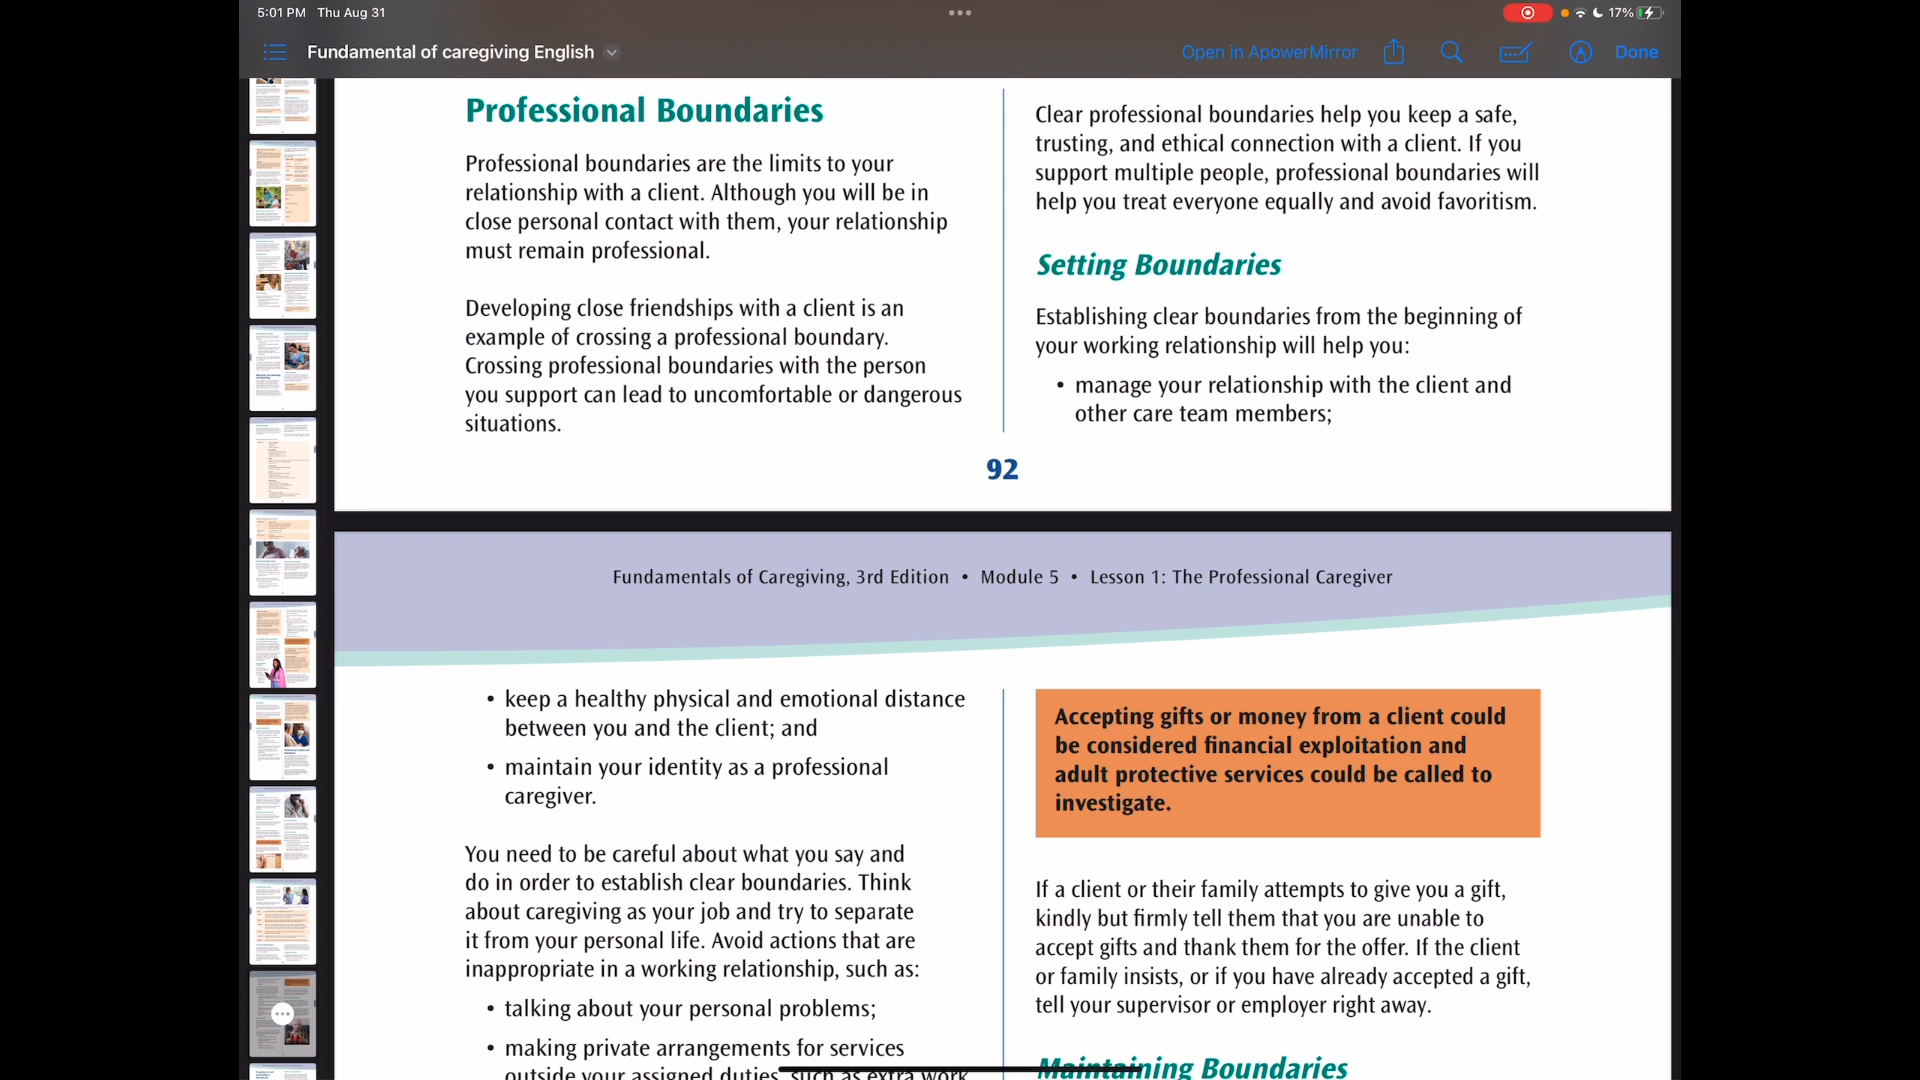 5:01 PM Thu Aug 31
17%
Fundamental of caregiving English
Open in ApowerMirror
Done
Professional Boundaries
Professional boundaries are the limits to your
relationship with a client. Although you will be in
close personal contact with them, your relationship
must remain professional.
Developing close friendships with a client is an
example of crossing a professional boundary.
Crossing professional boundaries with the person
you support can lead to uncomfortable or dangerous
situations.
Clear professional boundaries help you keep a safe,
trusting, and ethical connection with a client. If you
support multiple people, professional boundaries will
help you treat everyone equally and avoid favoritism.
Setting Boundaries
Establishing clear boundaries from the beginning of
your working relationship will help you:
• manage your relationship with the client and
other care team members;
92
Fundamentals of Caregiving, 3rd Edition • Module 5 • Lesson 1: The Professional Caregiver
• keep a healthy physical and emotional distance
between you and the client; and
• maintain your identity as a professional
caregiver.
You need to be careful about what you say and
do in order to establish clear boundaries. Think
about caregiving as your job and try to separate
it from your personal life. Avoid actions that are
inappropriate in a working relationship, such as:
• talking about your personal problems;
• making private arrangements for services
outside your assigned duties, such as extra work
Accepting gifts or money from a client could
be considered financial exploitation and
adult protective services could be called to
investigate.
If a client or their family attempts to give you a gift,
kindly but firmly tell them that you are unable to
accept gifts and thank them for the offer. If the client
or family insists, or if you have already accepted a gift,
tell your supervisor or employer right away.
Maintaining Boundaries